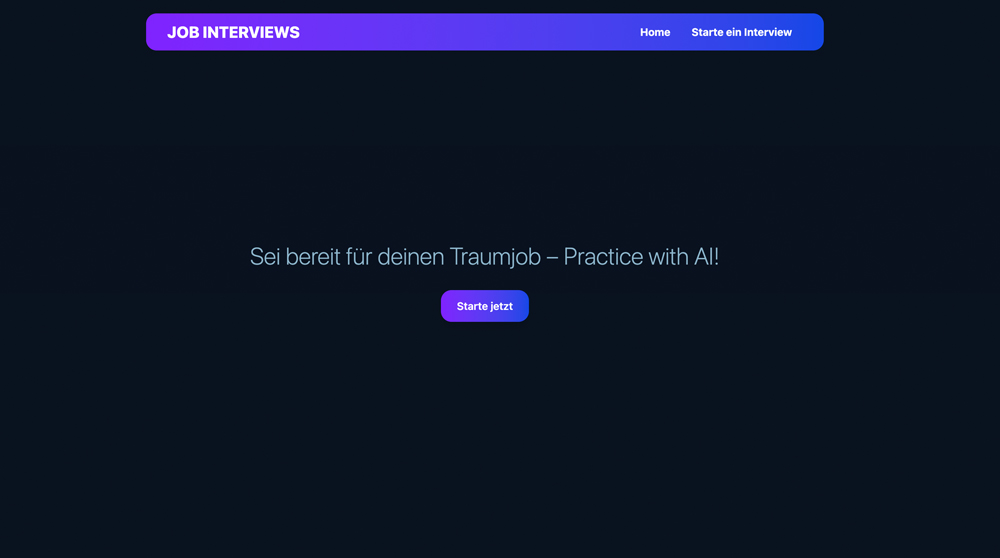 JOB INTERVIEWS
Home
Starte ein Interview
Sei bereit für deinen Traumjob – Practice with AI!
Starte jetzt